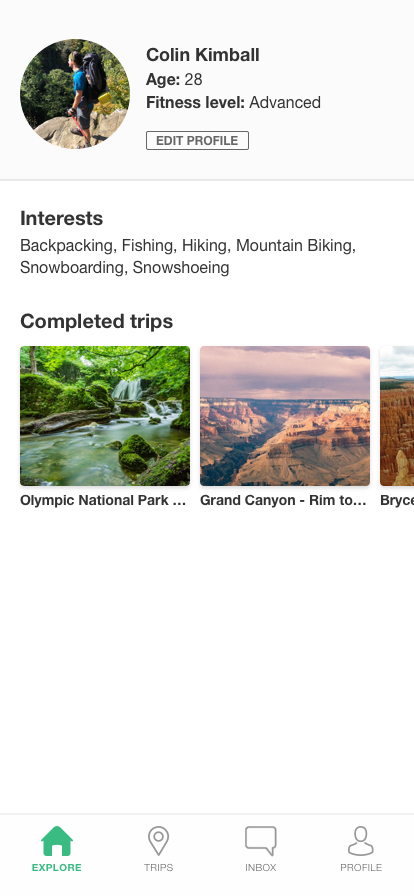 Colin Kimball
Age: 28
Fitness level: Advanced
EDIT PROFILE
Interests
Backpacking, Fishing, Hiking, Mountain Biking,
Snowboarding, Snowshoeing
Completed trips
Olympic National Park ...
Grand Canyon - Rim to...
Bryce
EXPLORE
TRIPS
INBOX
PROFILE